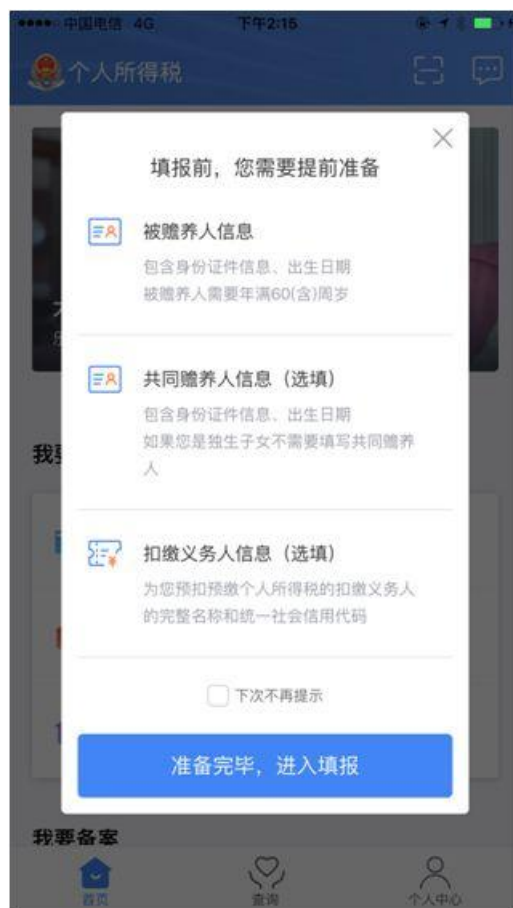 中国电信 4G 下午2:15
个人所得税
填报前，您需要提前准备
被赡养人信息
包含身份证件信息、出生日期
被赡养人需要年满60(含)周岁
共同赡养人信息（选填）
包含身份证件信息、出生日期
如果您是独生子女不需要填写共同赡养
人
扣缴义务人信息（选填）
为您预扣预缴个人所得税的扣缴义务人
的完整名称和统一社会信用代码
下次不再提示
准备完毕，进入填报
我要
我要备案
首页 查询 个人中心